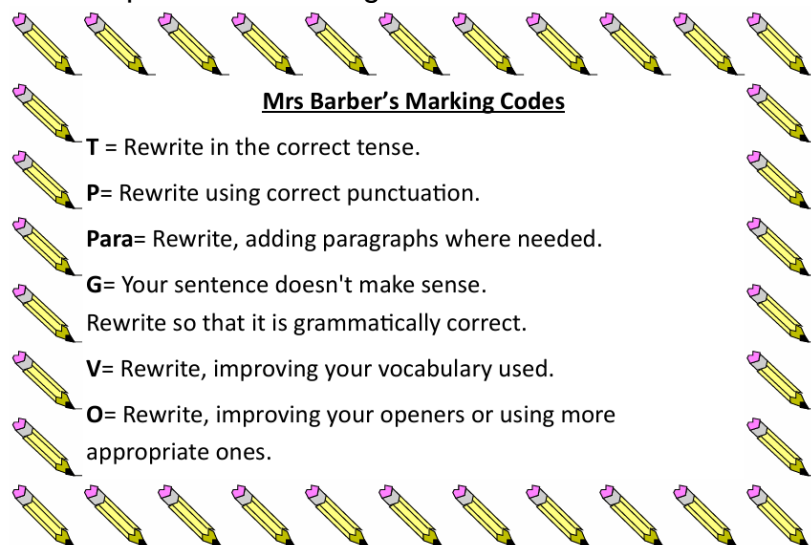 Mrs Barber’s Marking Codes
T = Rewrite in the correct tense.
P= Rewrite using correct punctuation.
Para= Rewrite, adding paragraphs where needed.
G= Your sentence doesn't make sense.
Rewrite so that it is grammatically correct.
V= Rewrite, improving your vocabulary used.
O= Rewrite, improving your openers or using more
appropriate ones.